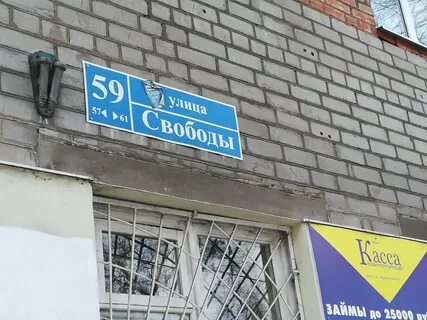 59
57 ◄ ► 61
улица
Свободы
Касса
ЗАЙМЫ до 25000